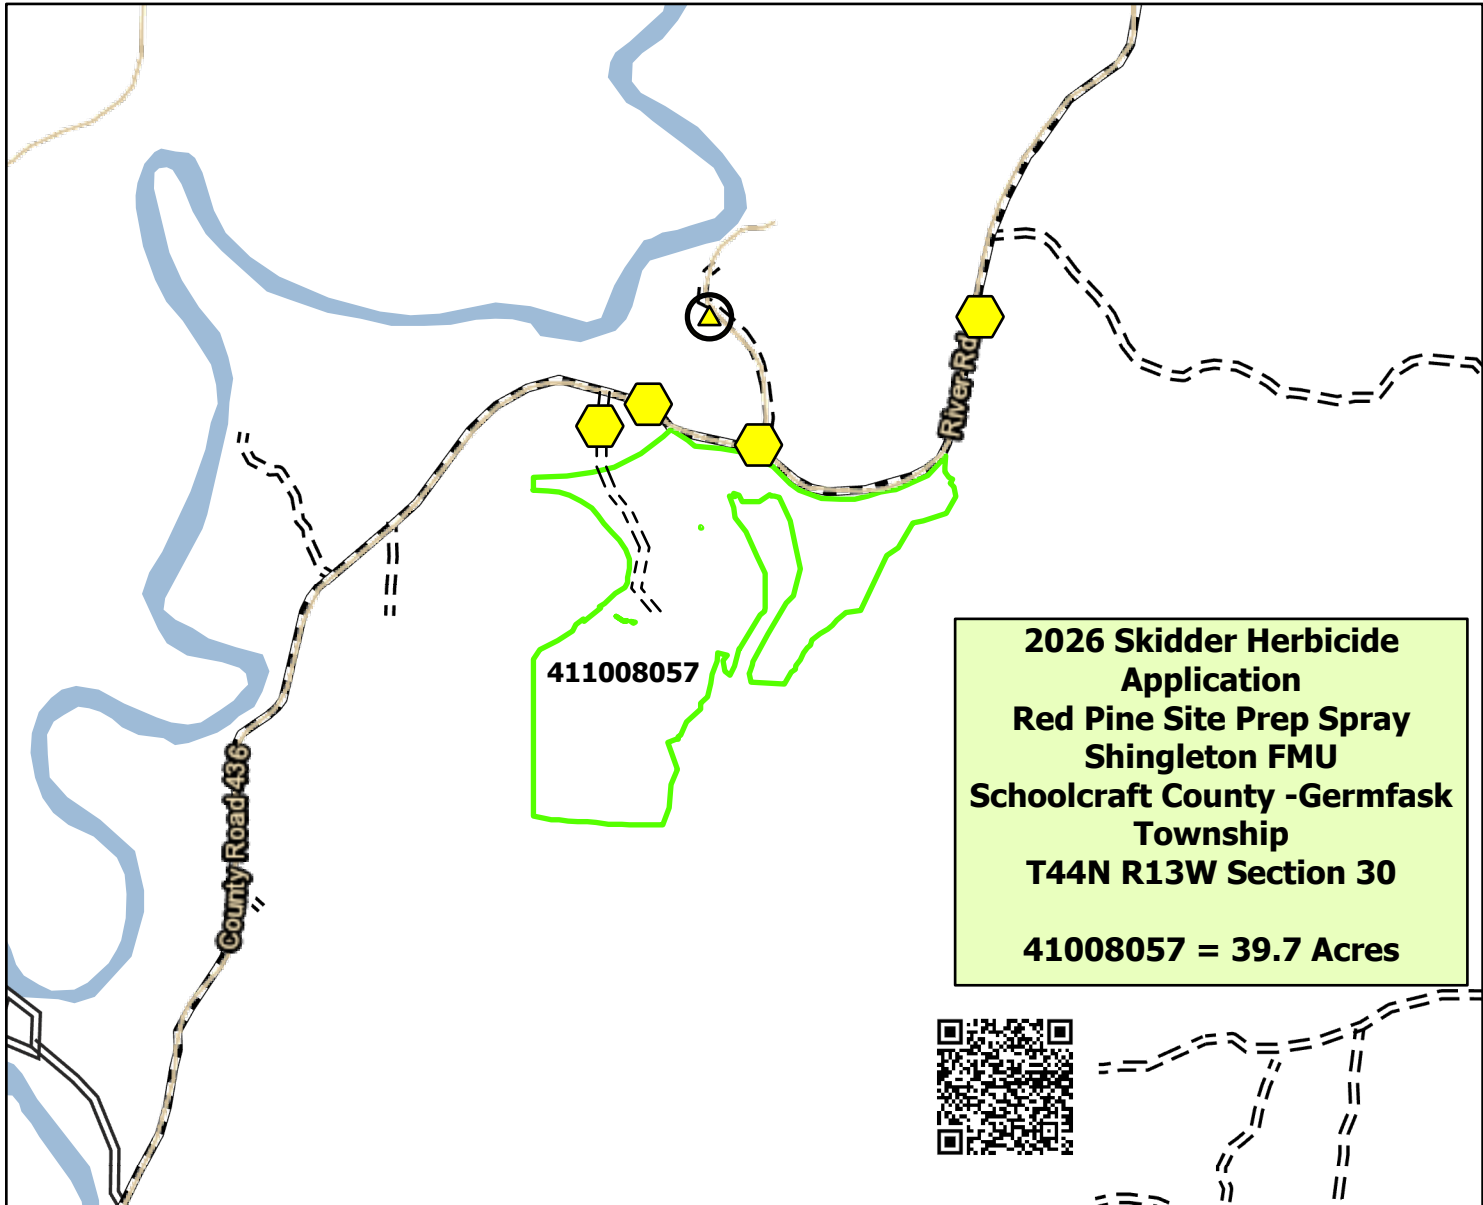 River Rd
411008057
2026 Skidder Herbicide
Application
Red Pine Site Prep Spray
Shingleton FMU
Schoolcraft County -Germfask
Township
T44N R13W Section 30
41008057 = 39.7 Acres
County Road 436